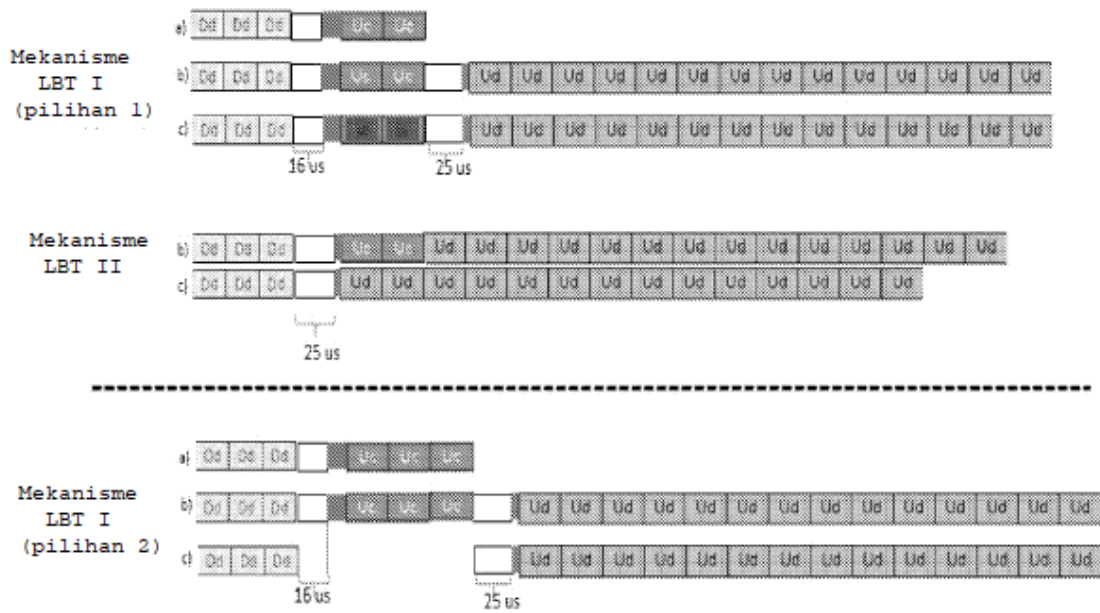 a) Dd Dd Dd Uc Uc
Mekanisme
LBT I
(pilihan 1)
b) Dd Dd Dd Uc Uc Ud Ud Ud Ud Ud Ud Ud Ud Ud Ud Ud Ud Ud Ud
c) Dd Dd Dd Ud Ud Ud Ud Ud Ud Ud Ud Ud Ud Ud Ud Ud Ud
16 us 25 us
Mekanisme
LBT II
b) Dd Dd Dd Uc Uc Ud Ud Ud Ud Ud Ud Ud Ud Ud Ud Ud Ud Ud Ud
c) Dd Dd Dd Ud Ud Ud Ud Ud Ud Ud Ud Ud Ud Ud Ud Ud Ud
25 us
a) Dd Dd Dd Uc Uc Uc
Mekanisme
LBT I
(pilihan 2)
b) Dd Dd Dd Uc Uc Uc Ud Ud Ud Ud Ud Ud Ud Ud Ud Ud Ud Ud Ud Ud
c) Dd Dd Dd Ud Ud Ud Ud Ud Ud Ud Ud Ud Ud Ud Ud Ud Ud
16 us 25 us